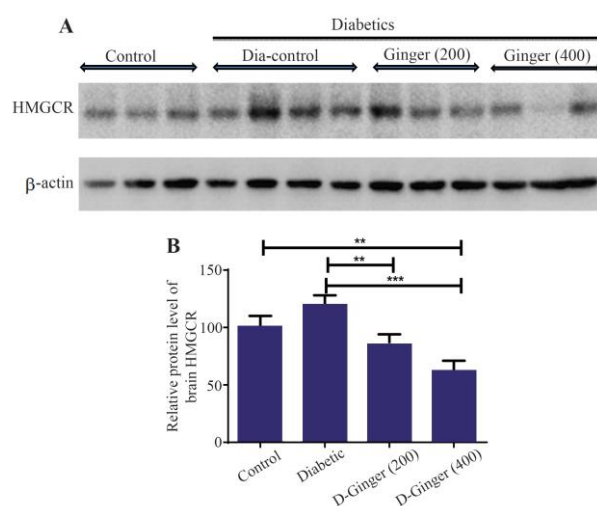 A
Diabetics
Control Dia-control Ginger (200) Ginger (400)
HMGCR
β-actin
B
**
**
***
Relative protein level of
brain HMGCR
150
100
50
0
Control
Diabetic
D-Ginger (200)
D-Ginger (400)